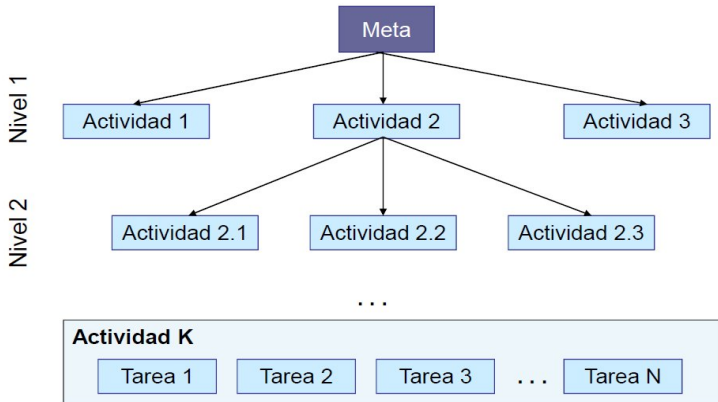 Meta
Nivel 1
Actividad 1
Actividad 2
Actividad 3
Nivel 2
Actividad 2.1
Actividad 2.2
Actividad 2.3
...
Actividad K
Tarea 1
Tarea 2
Tarea 3
...
Tarea N